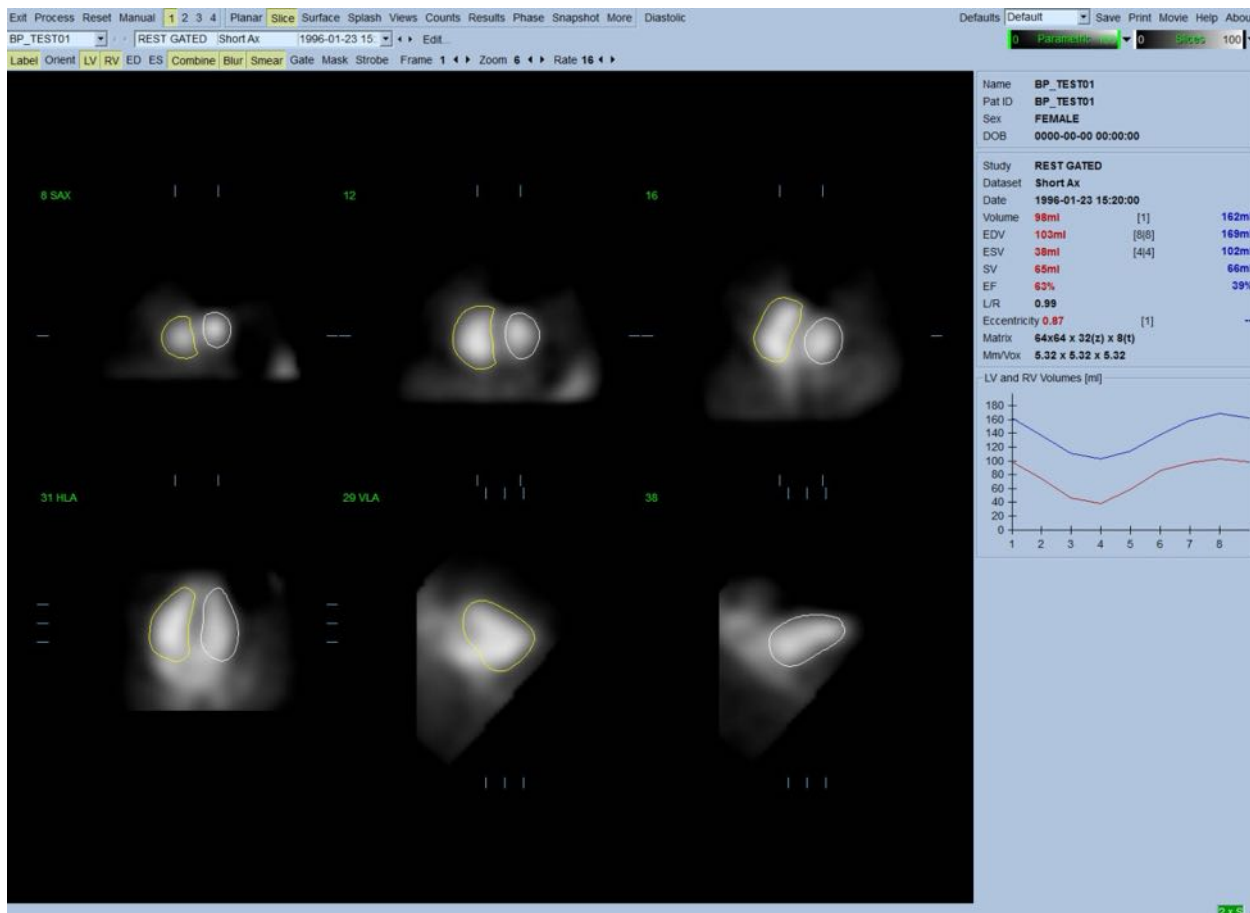 Exit Process Reset Manual 1 2 3 4 Planar Slice Surface Splash Views Counts Results Phase Snapshot More Diastolic Defaults Default Save Print Movie Help Abou
BP_TEST01 REST GATED Short Ax 1996-01-23 15: Edit...
0 Parametric 0 Slices 100
Label Orient LV RV ED ES Combine Blur Smear Gate Mask Strobe Frame 1 Zoom 6 Rate 16
8 SAX 12 16
31 HLA 29 VLA 38
Name BP_TEST01
Pat ID BP_TEST01
Sex FEMALE
DOB 0000-00-00 00:00:00
Study REST GATED
Dataset Short Ax
Date 1996-01-23 15:20:00
Volume 98ml [1] 162ml
EDV 103ml [8|8] 169ml
ESV 38ml [4|4] 102ml
SV 65ml 66ml
EF 63% 39%
L/R 0.99
Eccentricity 0.87 [1] --
Matrix 64x64 x 32(z) x 8(t)
Mm/Vox 5.32 x 5.32 x 5.32
LV and RV Volumes [ml]
180
160
140
120
100
80
60
40
20
0
1 2 3 4 5 6 7 8